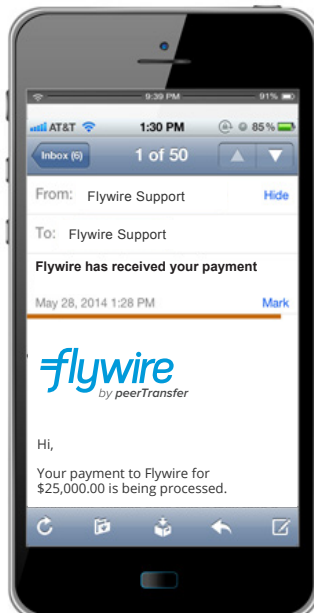 9:39 PM 91%
AT&T 1:30 PM 85%
Inbox (6) 1 of 50
From: Flywire Support Hide
To: Flywire Support
Flywire has received your payment
May 28, 2014 1:28 PM Mark
flywire
by peerTransfer
Hi,
Your payment to Flywire for
$25,000.00 is being processed.